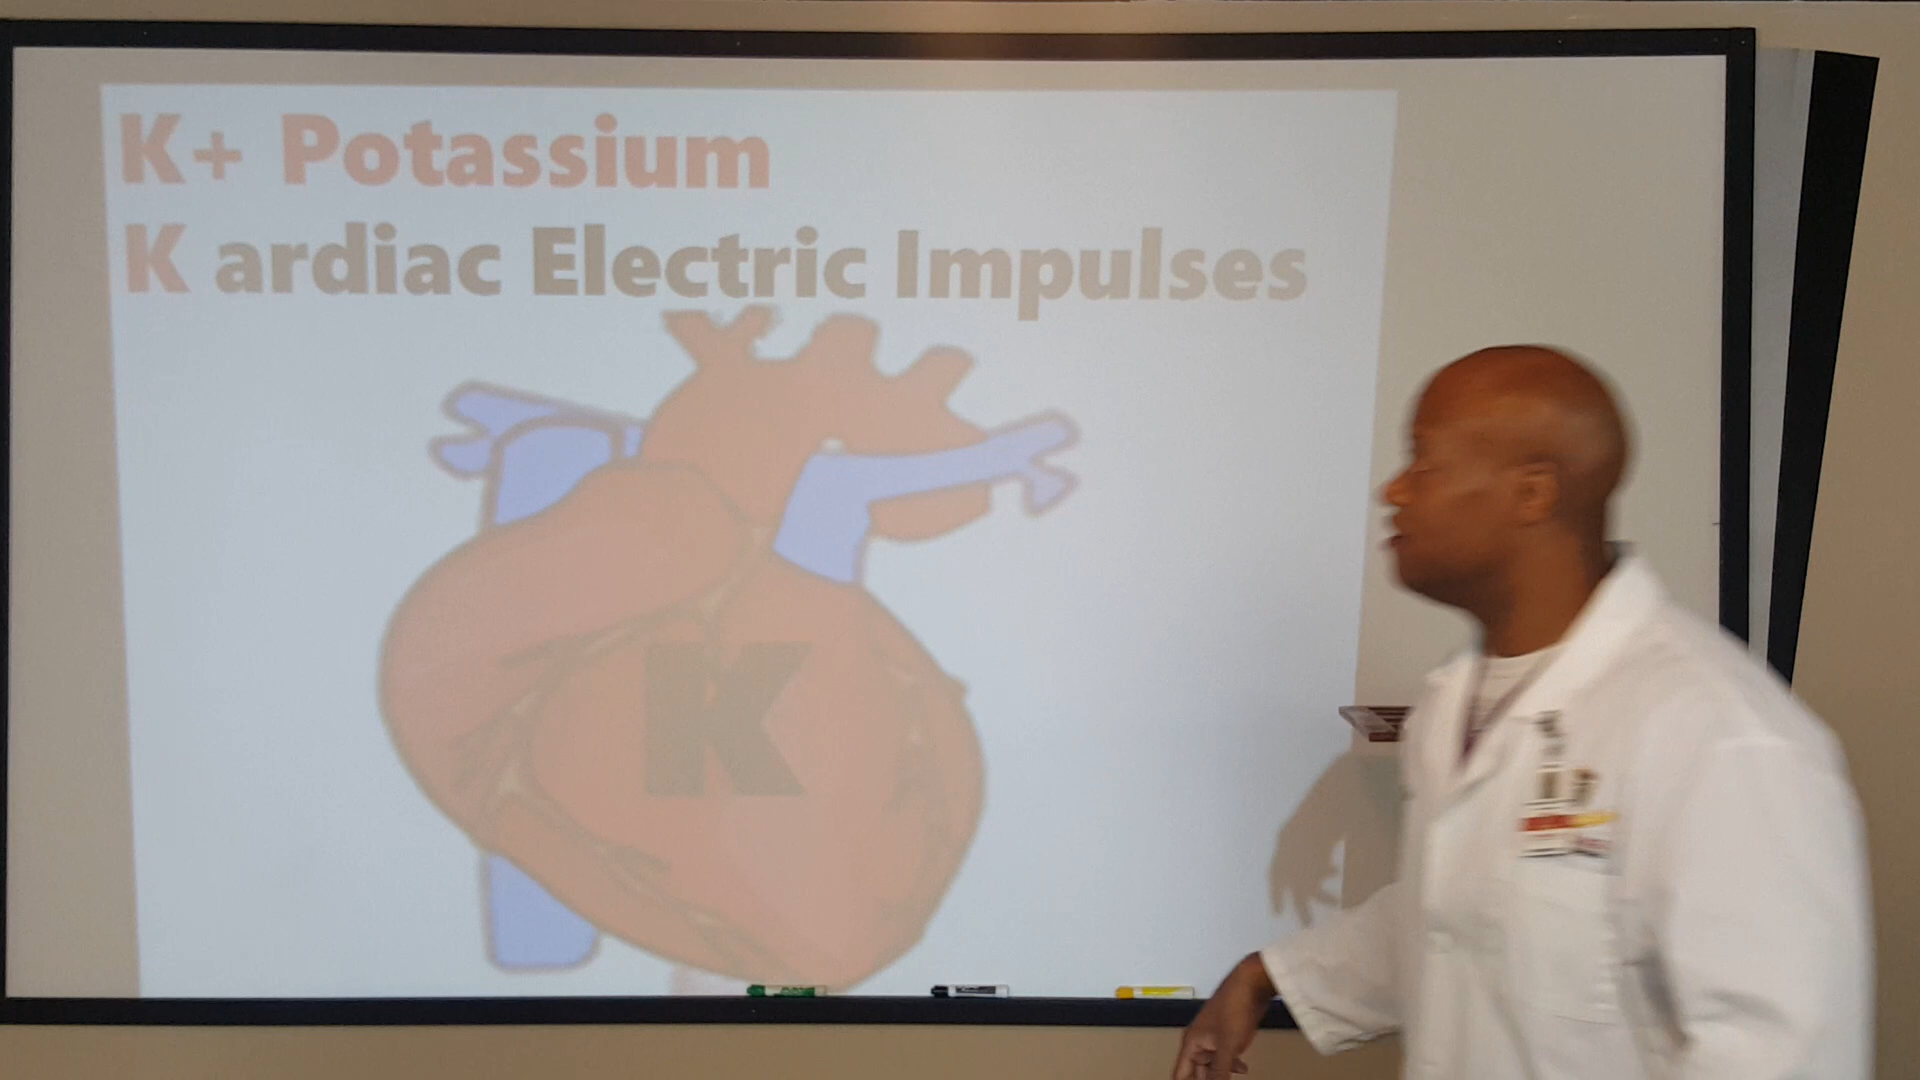 K+ Potassium
K ardiac Electric Impulses
K